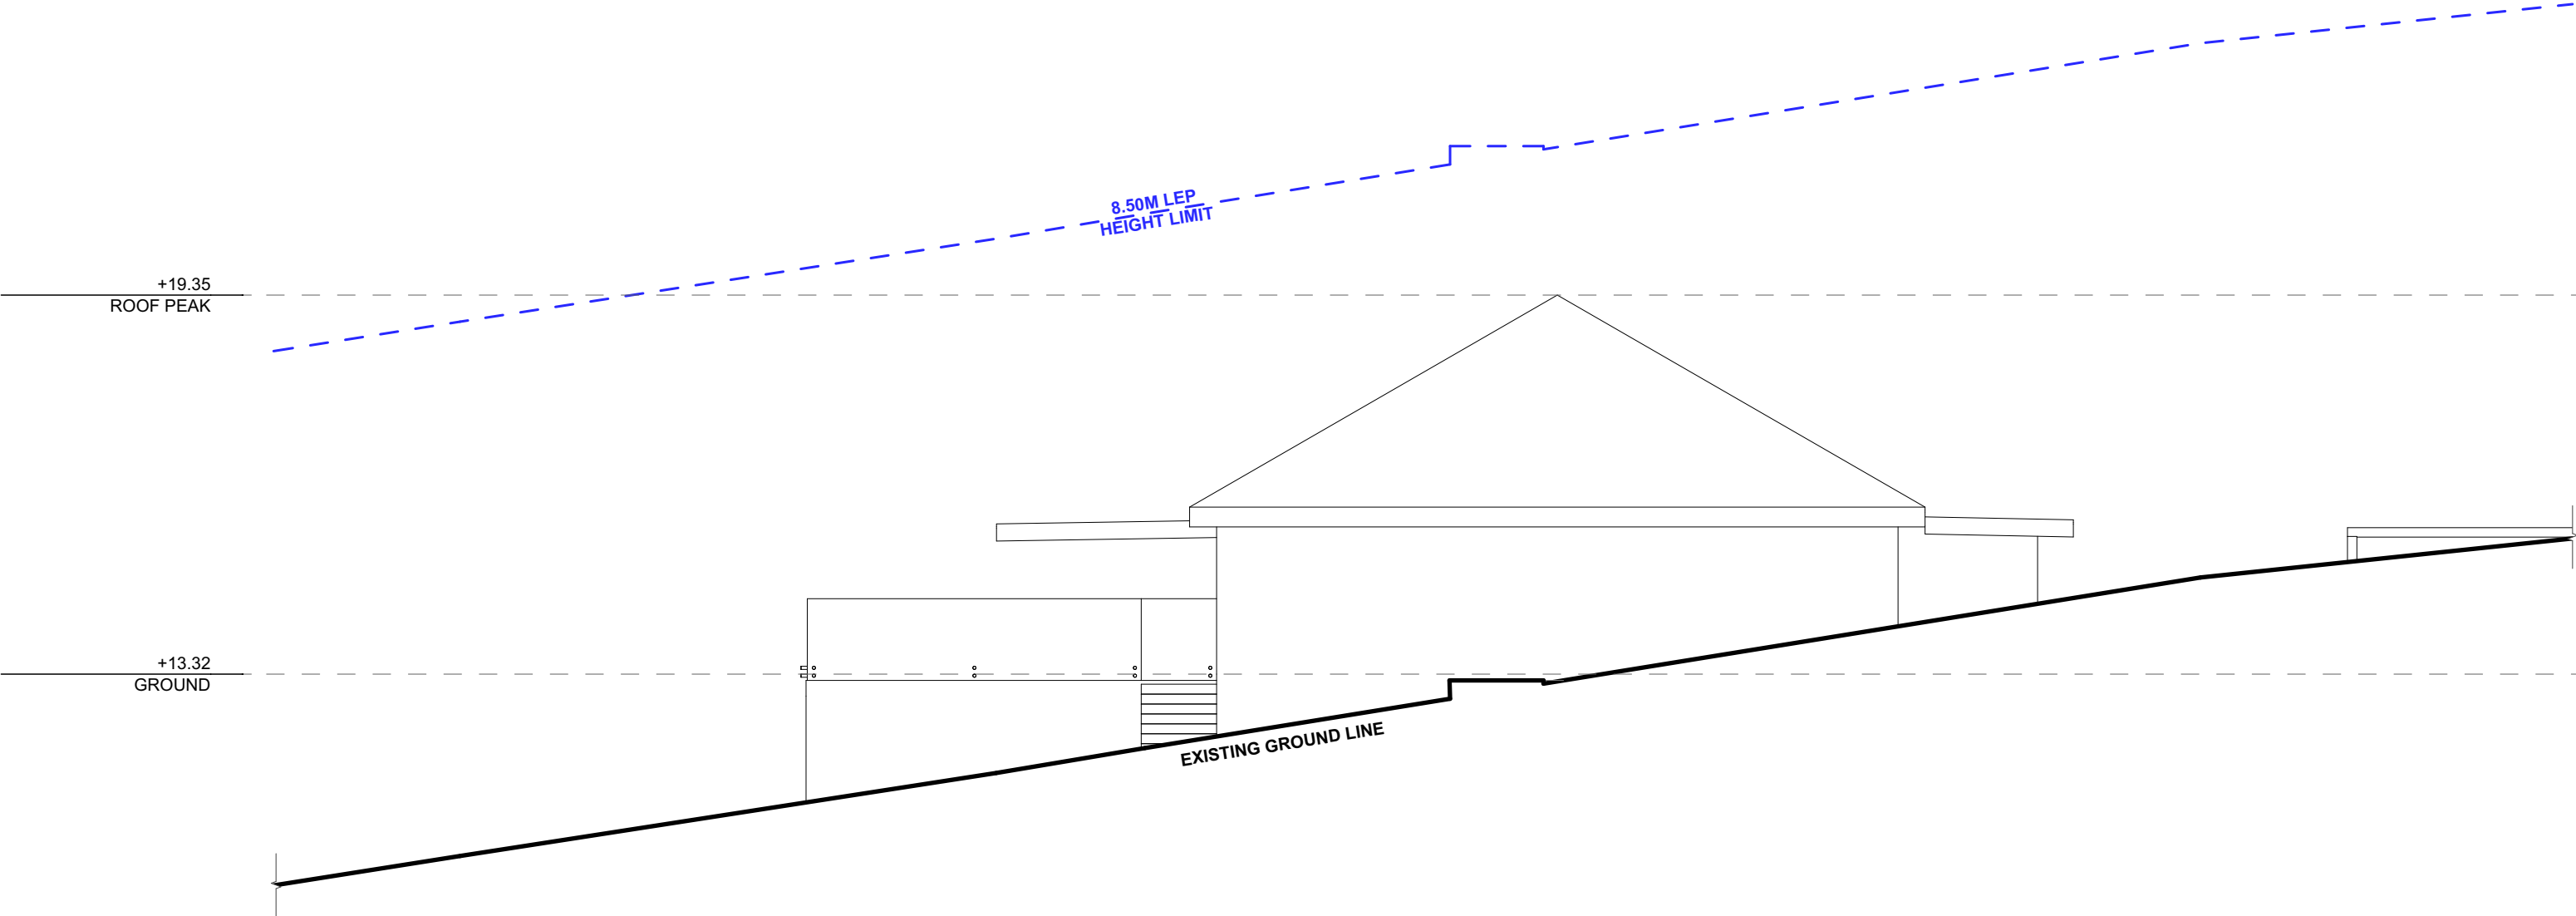 8.50M LEP
HEIGHT LIMIT
+19.35
ROOF PEAK
+13.32
GROUND
EXISTING GROUND LINE